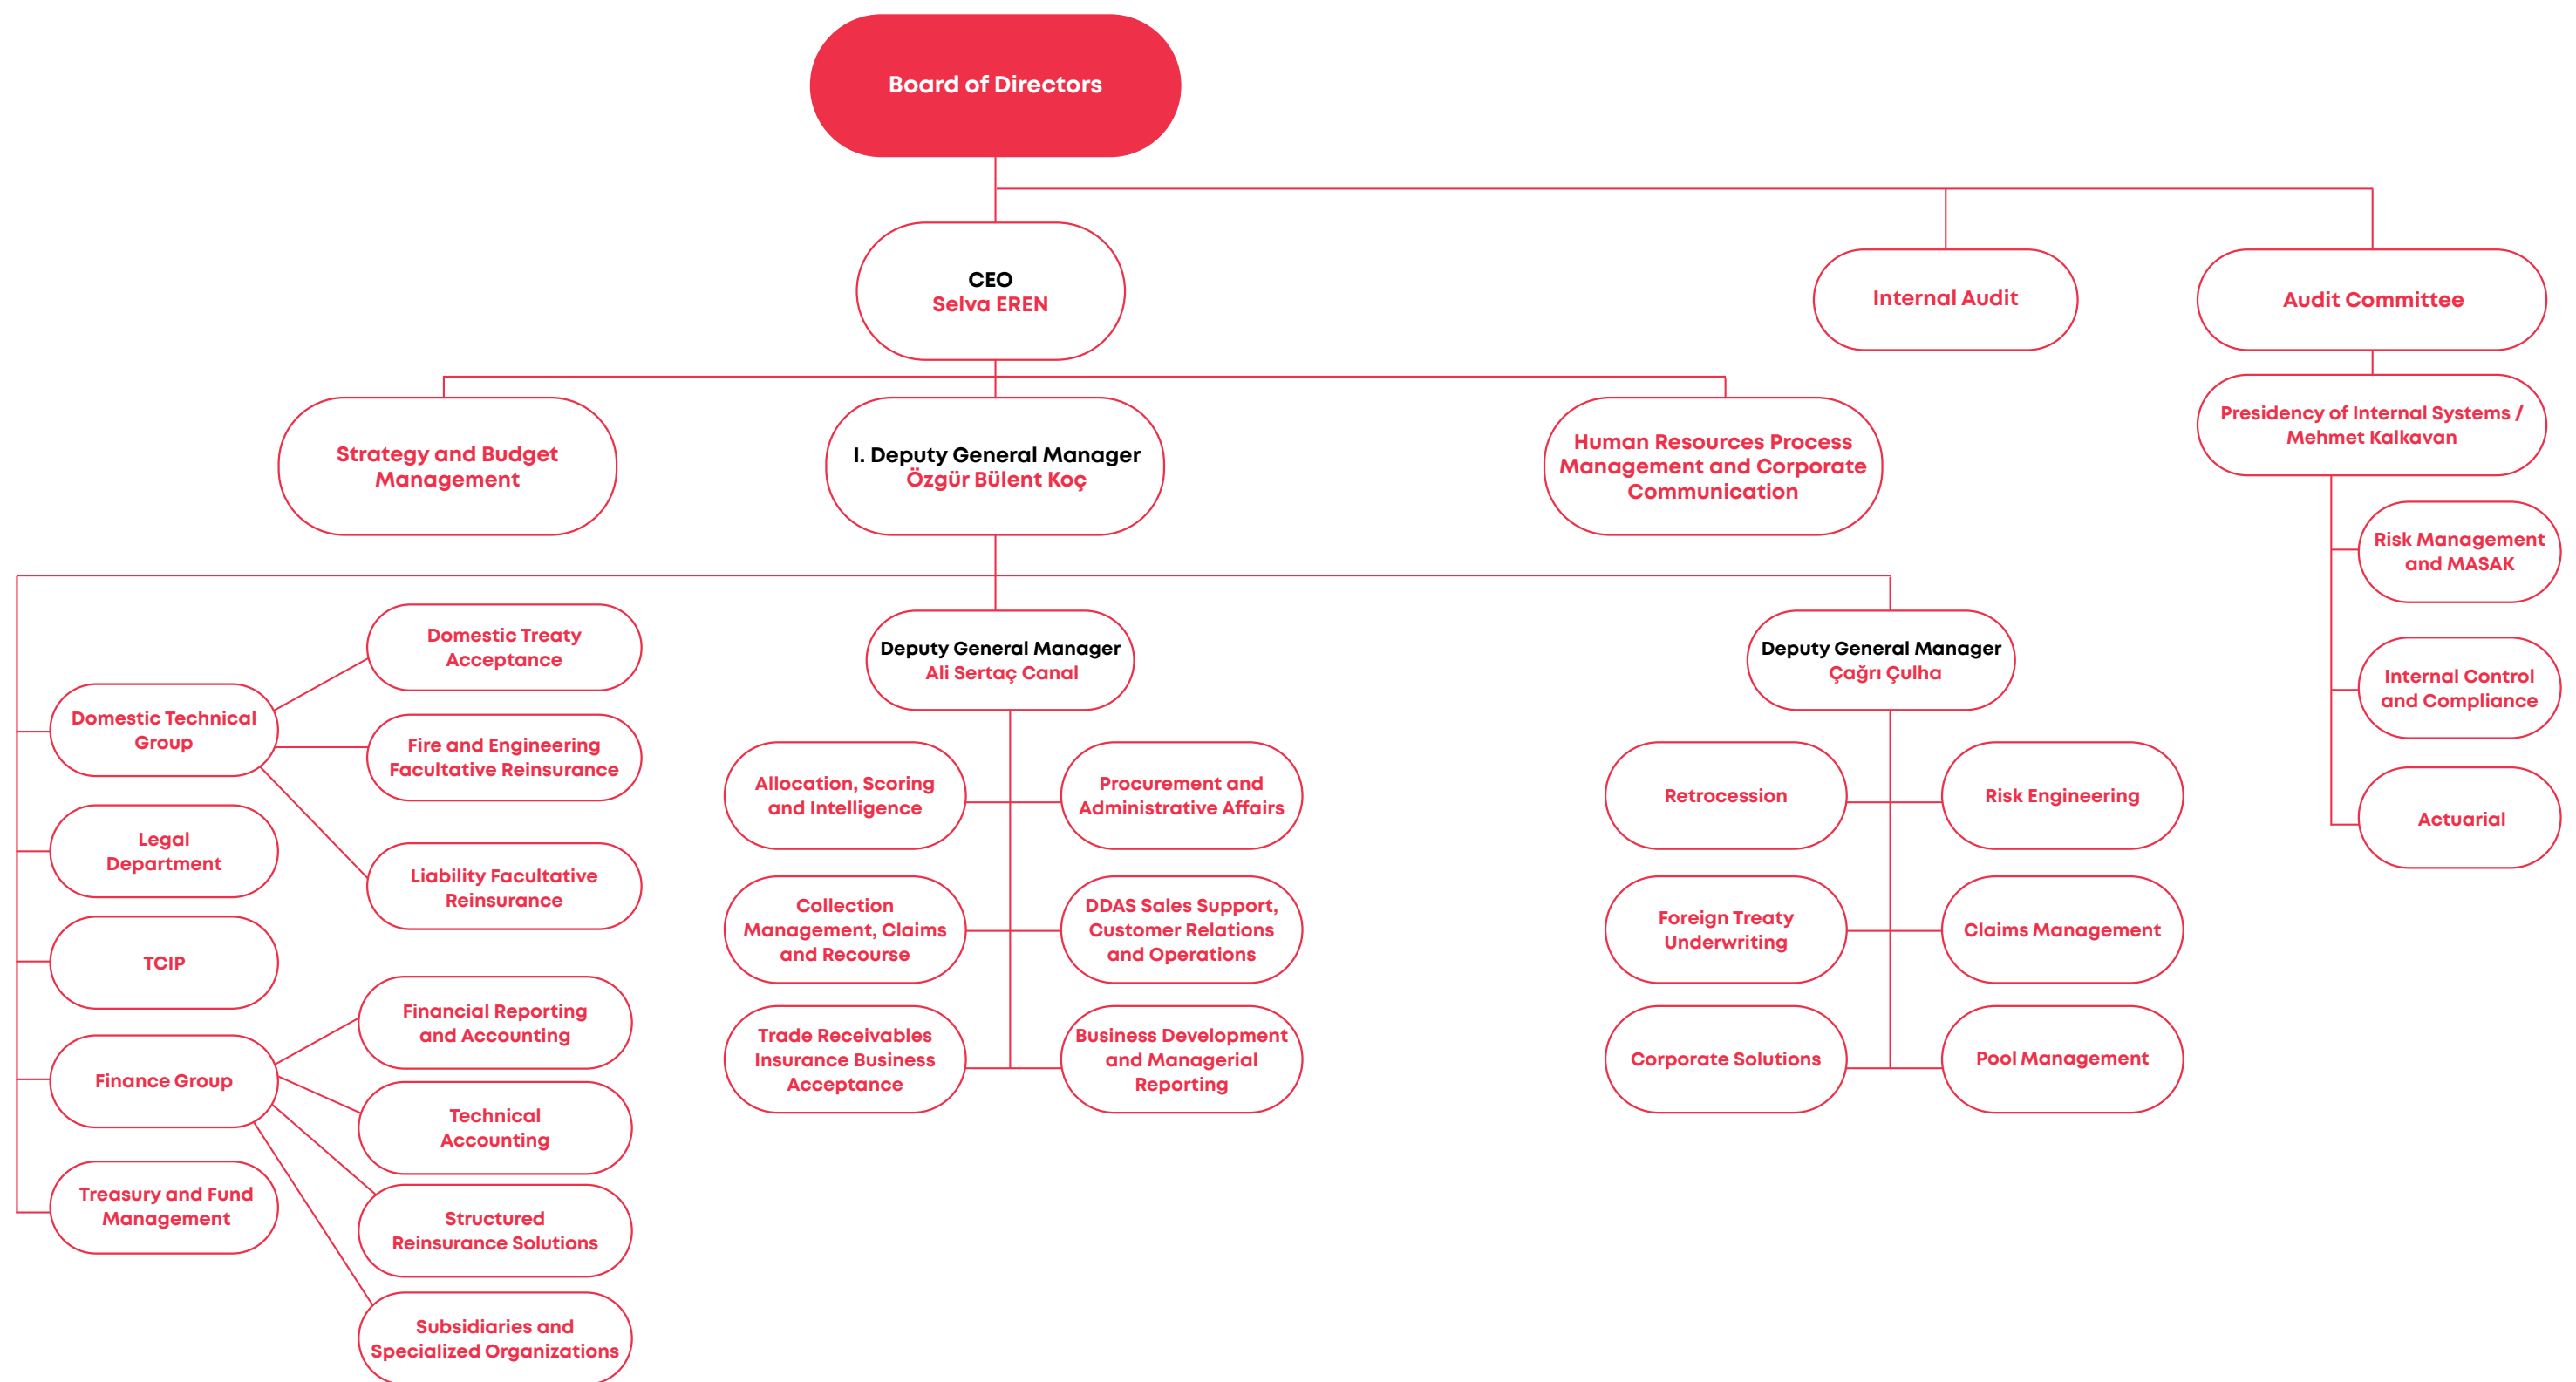 Board of Directors
CEO
Selva EREN
Internal Audit
Audit Committee
Strategy and Budget
Management
I. Deputy General Manager
Özgür Bülent Koç
Human Resources Process
Management and Corporate
Communication
Presidency of Internal Systems /
Mehmet Kalkavan
Risk Management
and MASAK
Internal Control
and Compliance
Actuarial
Domestic Technical
Group
Domestic Treaty
Acceptance
Fire and Engineering
Facultative Reinsurance
Liability Facultative
Reinsurance
Legal
Department
TCIP
Finance Group
Financial Reporting
and Accounting
Technical
Accounting
Structured
Reinsurance Solutions
Subsidiaries and
Specialized Organizations
Treasury and Fund
Management
Deputy General Manager
Ali Sertaç Canal
Allocation, Scoring
and Intelligence
Procurement and
Administrative Affairs
Collection
Management, Claims
and Recourse
DDAS Sales Support,
Customer Relations
and Operations
Trade Receivables
Insurance Business
Acceptance
Business Development
and Managerial
Reporting
Deputy General Manager
Çağrı Çulha
Retrocession
Risk Engineering
Foreign Treaty
Underwriting
Claims Management
Corporate Solutions
Pool Management